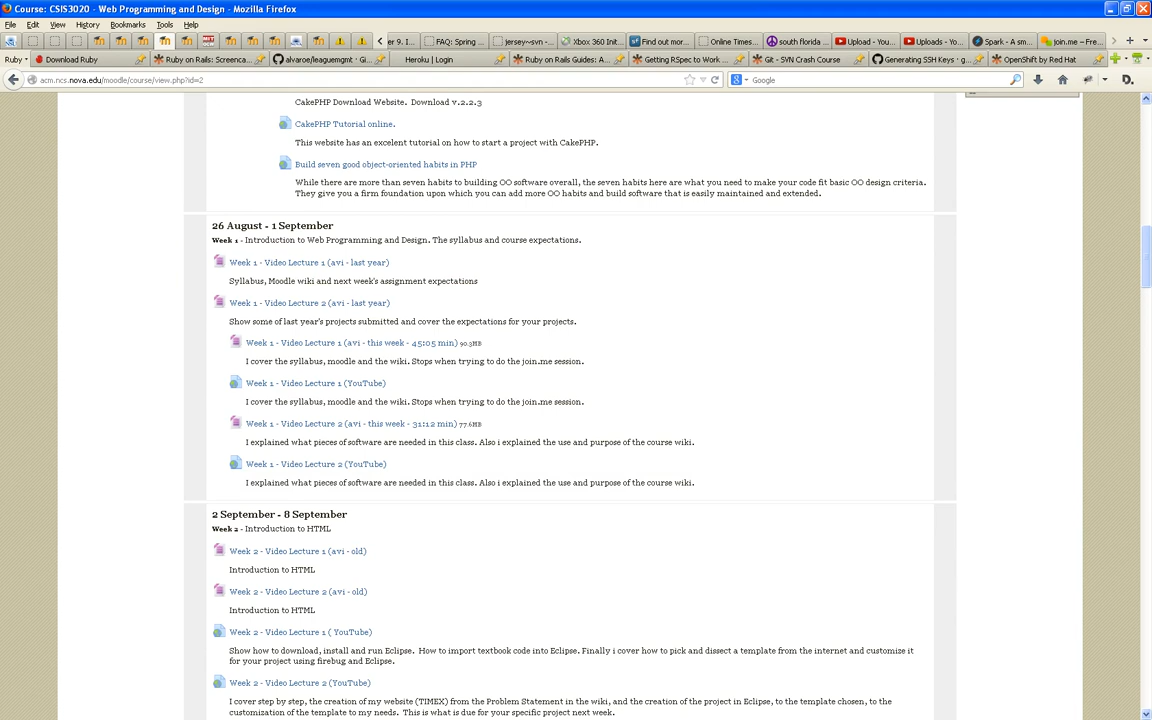 Course: CSIS3020 - Web Programming and Design - Mozilla Firefox
File Edit View History Bookmarks Tools Help
er 9. I... FAQ: Spring ... jersey~svn - ... Xbox 360 Init... Find out mor... Online Times... south florida ... Upload - You... Uploads - Yo... Spark - A sm... join.me – Fre...
Ruby Download Ruby Ruby on Rails: Screenca... alvaroe/leaguemgmt · Gi... Heroku | Login Ruby on Rails Guides: A... Getting RSpec to Work ... Git - SVN Crash Course Generating SSH Keys · g... OpenShift by Red Hat
acm.ncs.nova.edu/moodle/course/view.php?id=2 Google
CakePHP Download Website. Download v.2.2.3
CakePHP Tutorial online.
This website has an excelent tutorial on how to start a project with CakePHP.
Build seven good object-oriented habits in PHP
While there are more than seven habits to building OO software overall, the seven habits here are what you need to make your code fit basic OO design criteria.
They give you a firm foundation upon which you can add more OO habits and build software that is easily maintained and extended.
26 August - 1 September
Week 1 - Introduction to Web Programming and Design. The syllabus and course expectations.
Week 1 - Video Lecture 1 (avi - last year)
Syllabus, Moodle wiki and next week's assignment expectations
Week 1 - Video Lecture 2 (avi - last year)
Show some of last year's projects submitted and cover the expectations for your projects.
Week 1 - Video Lecture 1 (avi - this week - 45:05 min) 90.3MB
I cover the syllabus, moodle and the wiki. Stops when trying to do the join.me session.
Week 1 - Video Lecture 1 (YouTube)
I cover the syllabus, moodle and the wiki. Stops when trying to do the join.me session.
Week 1 - Video Lecture 2 (avi - this week - 31:12 min) 77.6MB
I explained what pieces of software are needed in this class. Also i explained the use and purpose of the course wiki.
Week 1 - Video Lecture 2 (YouTube)
I explained what pieces of software are needed in this class. Also i explained the use and purpose of the course wiki.
2 September - 8 September
Week 2 - Introduction to HTML
Week 2 - Video Lecture 1 (avi - old)
Introduction to HTML
Week 2 - Video Lecture 2 (avi - old)
Introduction to HTML
Week 2 - Video Lecture 1 ( YouTube)
Show how to download, install and run Eclipse. How to import textbook code into Eclipse. Finally i cover how to pick and dissect a template from the internet and customize it
for your project using firebug and Eclipse.
Week 2 - Video Lecture 2 (YouTube)
I cover step by step, the creation of my website (TIMEX) from the Problem Statement in the wiki, and the creation of the project in Eclipse, to the template chosen, to the
customization of the template to my needs. This is what is due for your specific project next week.